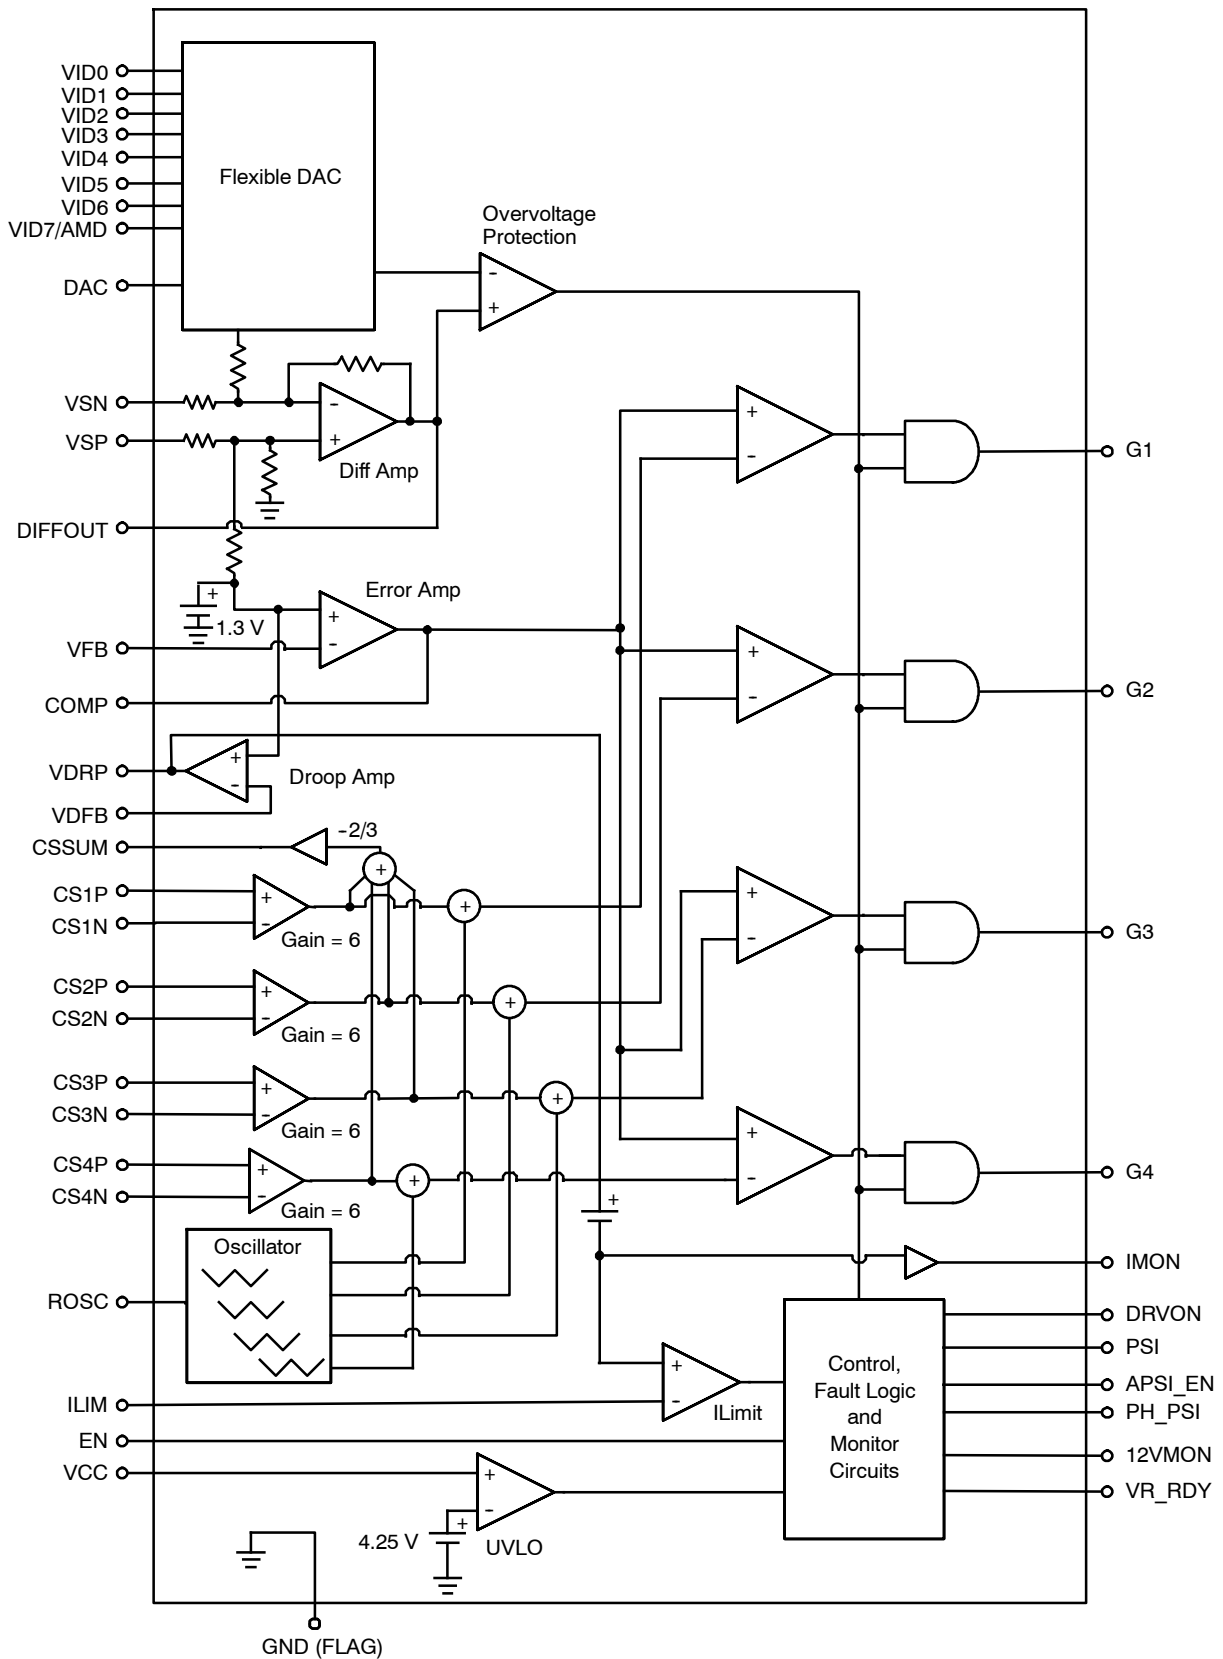 VID0
VID1
VID2
VID3
VID4
VID5
VID6
VID7/AMD
DAC
Flexible DAC
Overvoltage
Protection
-
+
VSN
VSP
-
+
Diff Amp
DIFFOUT
+
1.3 V
Error Amp
+
-
VFB
COMP
VDRP
VDFB
+
-
Droop Amp
CSSUM
-2/3
+
CS1P
CS1N
+
-
Gain = 6
+
CS2P
CS2N
+
-
Gain = 6
+
CS3P
CS3N
+
-
Gain = 6
+
CS4P
CS4N
+
-
Gain = 6
+
Oscillator
ROSC
+
-
G1
+
-
G2
+
-
G3
+
-
G4
+
IMON
ILIM
+
-
ILimit
EN
VCC
+
-
UVLO
+
4.25 V
Control,
Fault Logic
and
Monitor
Circuits
DRVON
PSI
APSI_EN
PH_PSI
12VMON
VR_RDY
GND (FLAG)